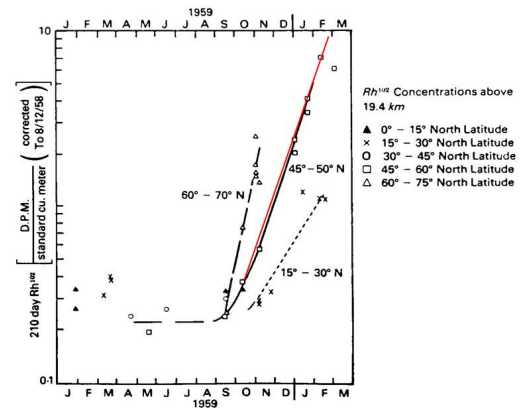 1959
J F M A M J J A S O N D J F M
10
210 day Rh¹⁰² [D.P.M. / standard cu. meter] (corrected To 8/12/58)
60° – 70° N
45° – 50° N
15° – 30° N
0·1
J F M A M J J A S O N D J F M
1959
Rh¹⁰² Concentrations above
19.4 km
▲ 0° – 15° North Latitude
× 15° – 30° North Latitude
○ 30° – 45° North Latitude
□ 45° – 60° North Latitude
△ 60° – 75° North Latitude